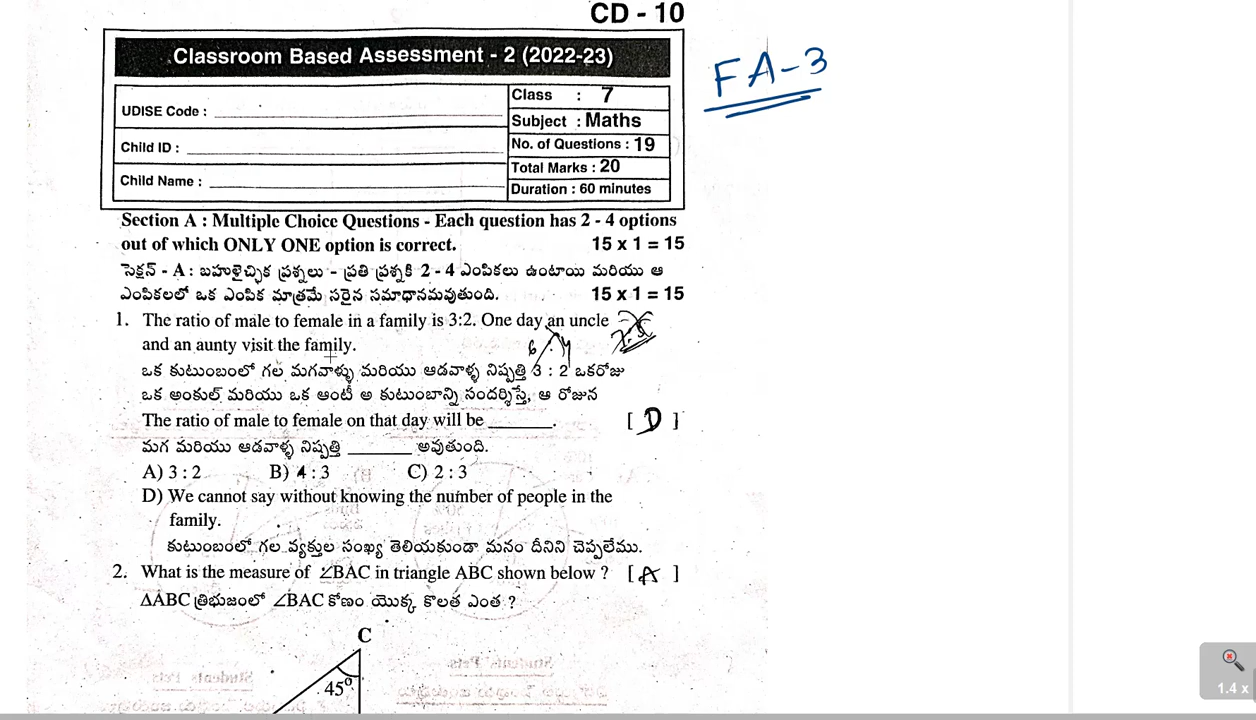 CD - 10
Classroom Based Assessment - 2 (2022-23)
FA-3
UDISE Code :
Class : 7
Subject : Maths
Child ID :
No. of Questions : 19
Total Marks : 20
Child Name :
Duration : 60 minutes
Section A : Multiple Choice Questions - Each question has 2 - 4 options
out of which ONLY ONE option is correct. 15 x 1 = 15
సెక్షన్ - A : బహుళైచ్ఛిక ప్రశ్నలు - ప్రతి ప్రశ్నకి 2 - 4 ఎంపికలు ఉంటాయి మరియు ఆ
ఎంపికలలో ఒక ఎంపిక మాత్రమే సరైన సమాధానమవుతుంది. 15 x 1 = 15
1. The ratio of male to female in a family is 3:2. One day an uncle
and an aunty visit the family.
6 4
ఒక కుటుంబంలో గల మగవాళ్ళు మరియు ఆడవాళ్ళ నిష్పత్తి 3 : 2 ఒకరోజు
ఒక అంకుల్ మరియు ఒక ఆంటీ అ కుటుంబాన్ని సందర్శిస్తే, ఆ రోజున
The ratio of male to female on that day will be ______. [ D ]
మగ మరియు ఆడవాళ్ళ నిష్పత్తి ______ అవుతుంది.
A) 3 : 2 B) 4 : 3 C) 2 : 3
D) We cannot say without knowing the number of people in the
family.
కుటుంబంలో గల వ్యక్తుల సంఖ్య తెలియకుండా మనం దీనిని చెప్పలేము.
2. What is the measure of ∠BAC in triangle ABC shown below ? [ A ]
ΔABC త్రిభుజంలో ∠BAC కోణం యొక్క కొలత ఎంత ?
C
45°
1.4 x